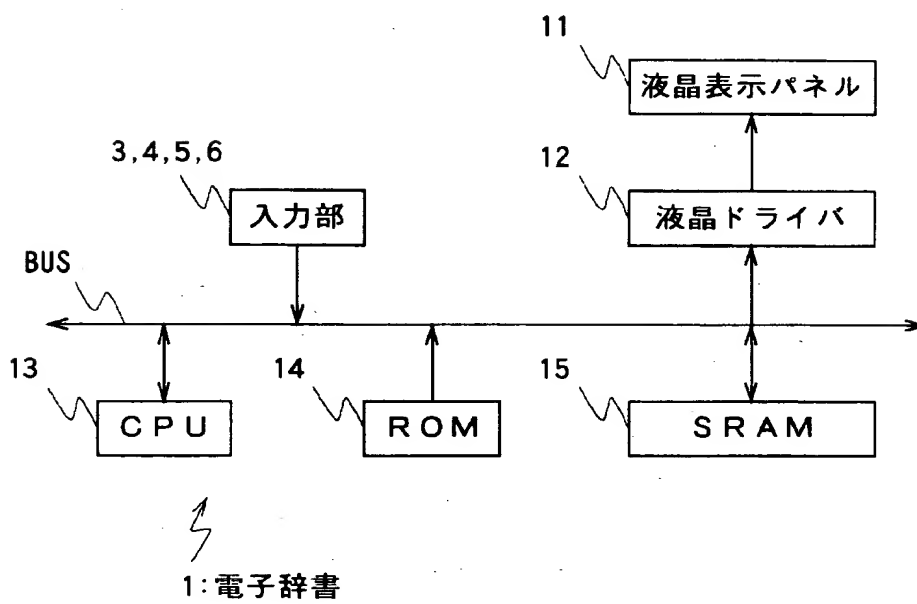 11
液晶表示パネル
3,4,5,6
12
入力部
液晶ドライバ
BUS
13
14
15
CPU
ROM
SRAM
1:電子辞書